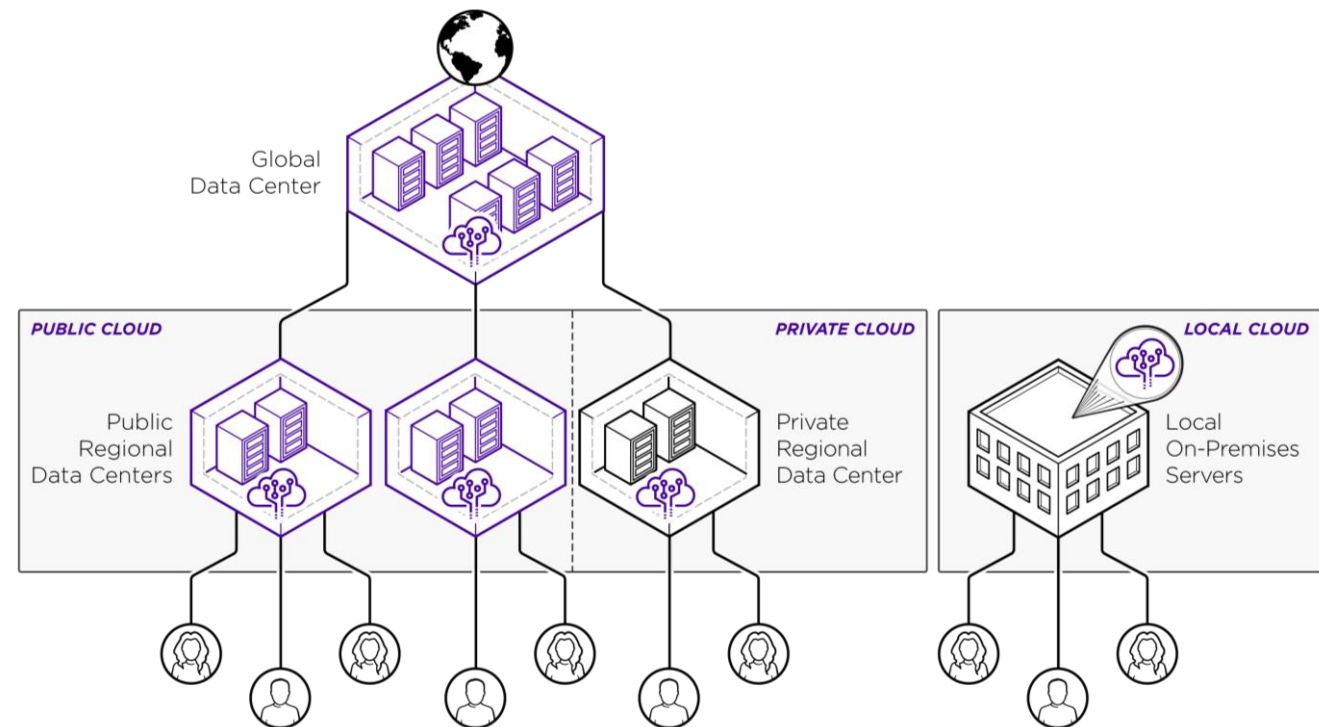 Global
Data Center
PUBLIC CLOUD
PRIVATE CLOUD
LOCAL CLOUD
Public
Regional
Data Centers
Private
Regional
Data Center
Local
On-Premises
Servers